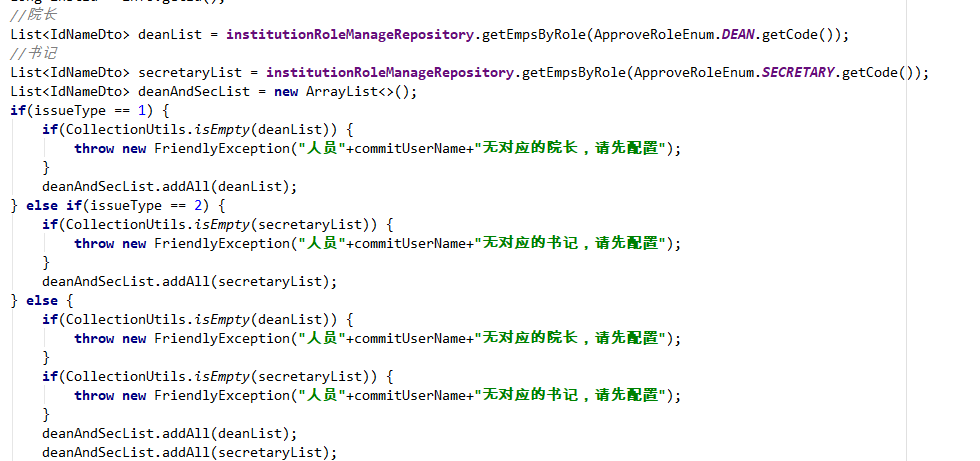 //院长
List<IdNameDto> deanList = institutionRoleManageRepository.getEmpsByRole(ApproveRoleEnum.DEAN.getCode());
//书记
List<IdNameDto> secretaryList = institutionRoleManageRepository.getEmpsByRole(ApproveRoleEnum.SECRETARY.getCode());
List<IdNameDto> deanAndSecList = new ArrayList<>();
if(issueType == 1) {
    if(CollectionUtils.isEmpty(deanList)) {
        throw new FriendlyException("人员"+commitUserName+"无对应的院长，请先配置");
    }
    deanAndSecList.addAll(deanList);
} else if(issueType == 2) {
    if(CollectionUtils.isEmpty(secretaryList)) {
        throw new FriendlyException("人员"+commitUserName+"无对应的书记，请先配置");
    }
    deanAndSecList.addAll(secretaryList);
} else {
    if(CollectionUtils.isEmpty(deanList)) {
        throw new FriendlyException("人员"+commitUserName+"无对应的院长，请先配置");
    }
    if(CollectionUtils.isEmpty(secretaryList)) {
        throw new FriendlyException("人员"+commitUserName+"无对应的书记，请先配置");
    }
    deanAndSecList.addAll(deanList);
    deanAndSecList.addAll(secretaryList);